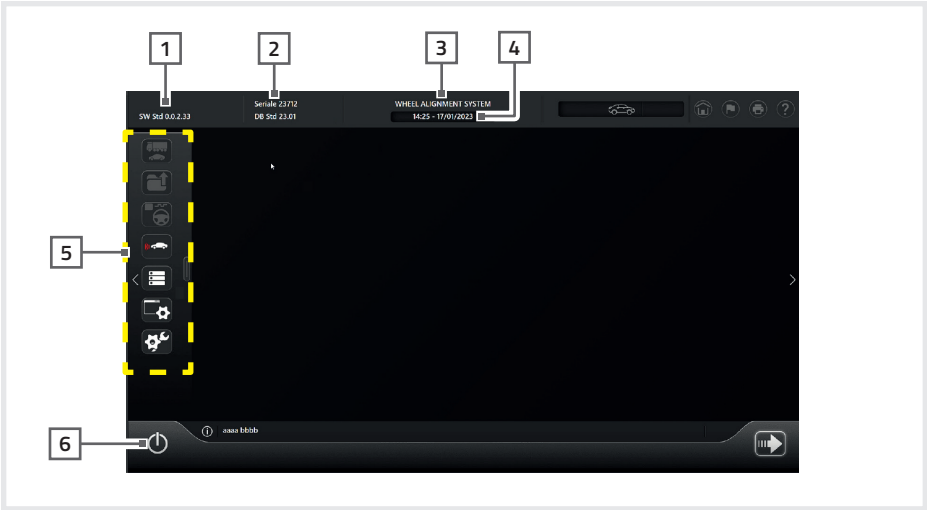 1
2
3
4
Seriale 23712
WHEEL ALIGNMENT SYSTEM
SW Std 0.0.2.33
DB Std 23.01
14:25 - 17/01/2023
?
5
6
aaaa bbbb